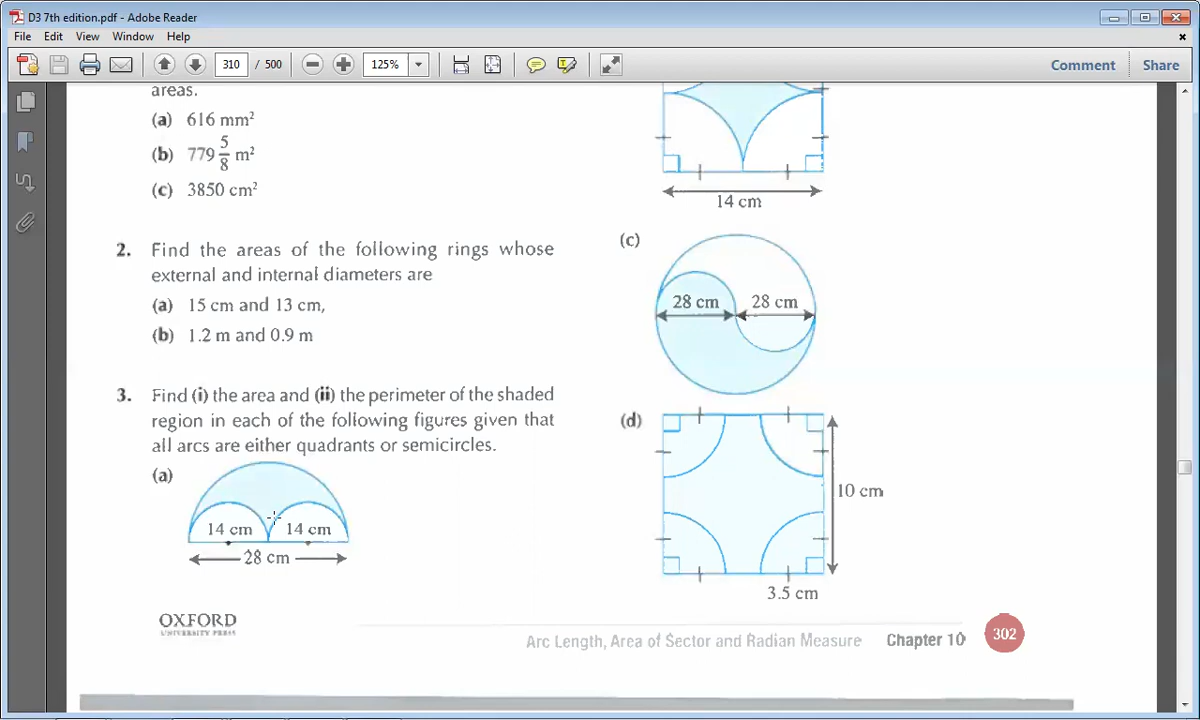 D3 7th edition.pdf - Adobe Reader
File Edit View Window Help
310 / 500 125% Comment Share
areas.
(a) 616 mm²
(b) 779 5/8 m²
(c) 3850 cm²
2. Find the areas of the following rings whose
external and internal diameters are
(a) 15 cm and 13 cm,
(b) 1.2 m and 0.9 m
3. Find (i) the area and (ii) the perimeter of the shaded
region in each of the following figures given that
all arcs are either quadrants or semicircles.
(a)
14 cm 14 cm
28 cm
14 cm
(c)
28 cm 28 cm
(d)
10 cm
3.5 cm
OXFORD
UNIVERSITY PRESS
Arc Length, Area of Sector and Radian Measure Chapter 10 302